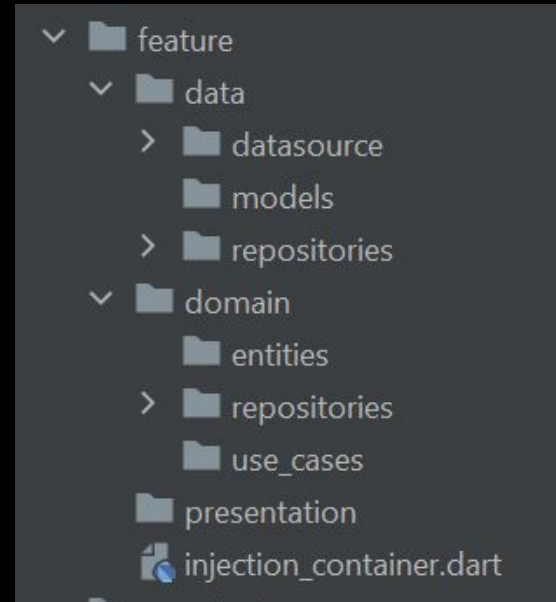 feature
data
datasource
models
repositories
domain
entities
repositories
use_cases
presentation
injection_container.dart